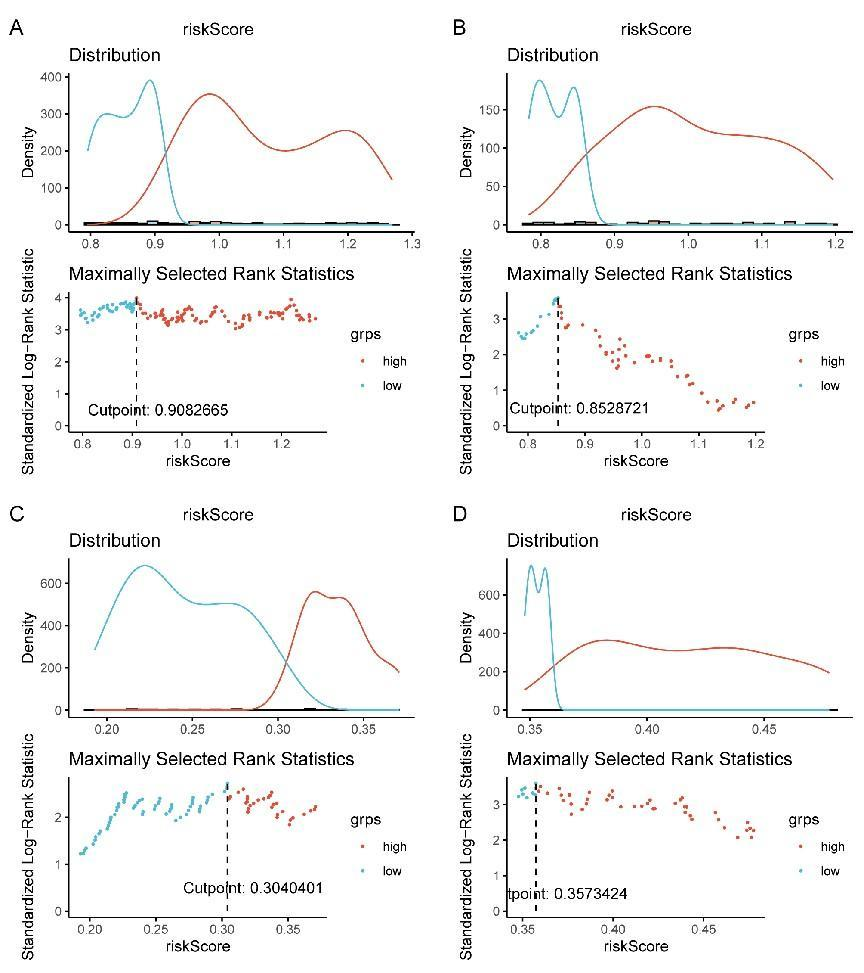 A
riskScore
Distribution
Density
400
300
200
100
0
0.8 0.9 1.0 1.1 1.2 1.3
Maximally Selected Rank Statistics
Standardized Log-Rank Statistic
4
3
2
1
0
Cutpoint: 0.9082665
0.8 0.9 1.0 1.1 1.2
riskScore
grps
high
low
B
riskScore
Distribution
Density
150
100
50
0
0.8 0.9 1.0 1.1 1.2
Maximally Selected Rank Statistics
Standardized Log-Rank Statistic
3
2
1
0
Cutpoint: 0.8528721
0.8 0.9 1.0 1.1 1.2
riskScore
grps
high
low
C
riskScore
Distribution
Density
600
400
200
0
0.20 0.25 0.30 0.35
Maximally Selected Rank Statistics
Standardized Log-Rank Statistic
2
1
0
Cutpoint: 0.3040401
0.20 0.25 0.30 0.35
riskScore
grps
high
low
D
riskScore
Distribution
Density
600
400
200
0
0.35 0.40 0.45
Maximally Selected Rank Statistics
Standardized Log-Rank Statistic
3
2
1
0
tpoint: 0.3573424
0.35 0.40 0.45
riskScore
grps
high
low